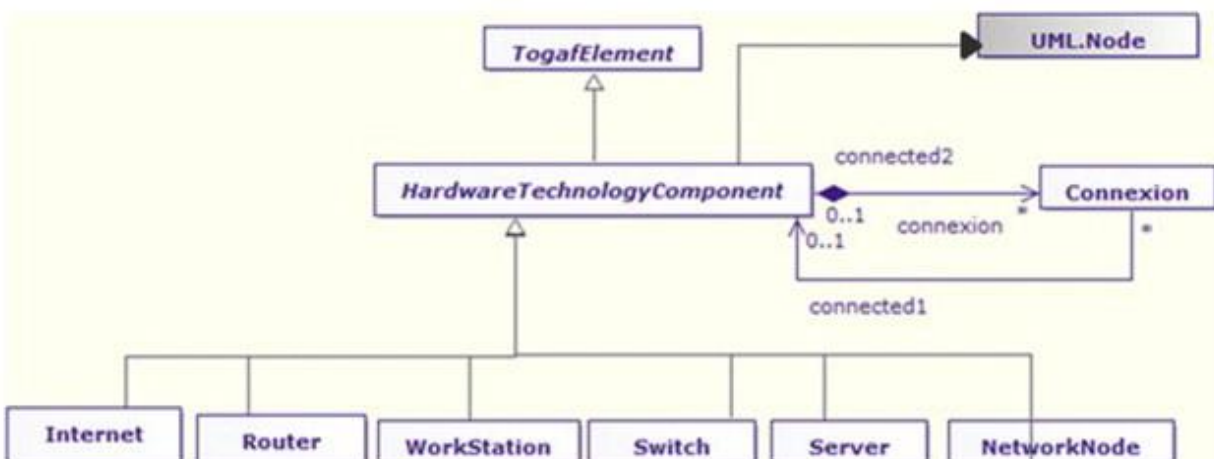 UML.Node
TogafElement
connected2
HardwareTechnologyComponent
Connexion
0..1
*
connexion
*
0..1
connected1
Internet
Router
WorkStation
Switch
Server
NetworkNode